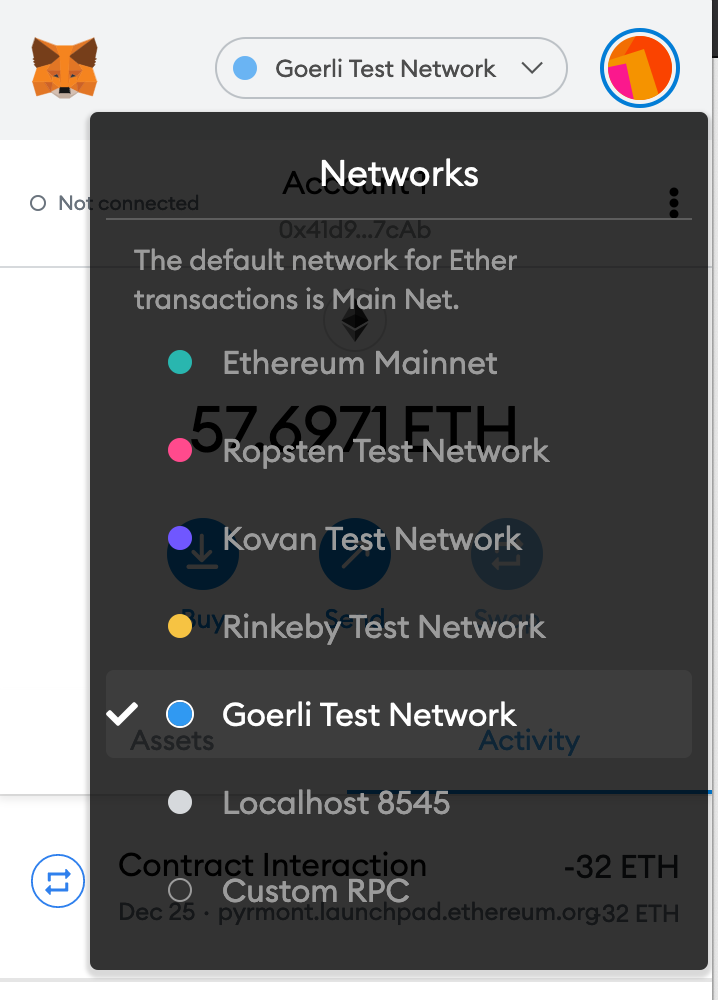 Goerli Test Network
Networks
Account 1
Not connected
0x41d9...7cAb
The default network for Ether
transactions is Main Net.
Ethereum Mainnet
57.6971 ETH
Ropsten Test Network
Kovan Test Network
Buy
Send
Swap
Rinkeby Test Network
Goerli Test Network
Assets
Activity
Localhost 8545
Contract Interaction
-32 ETH
Custom RPC
Dec 25 · pyrmont.launchpad.ethereum.org
-32 ETH